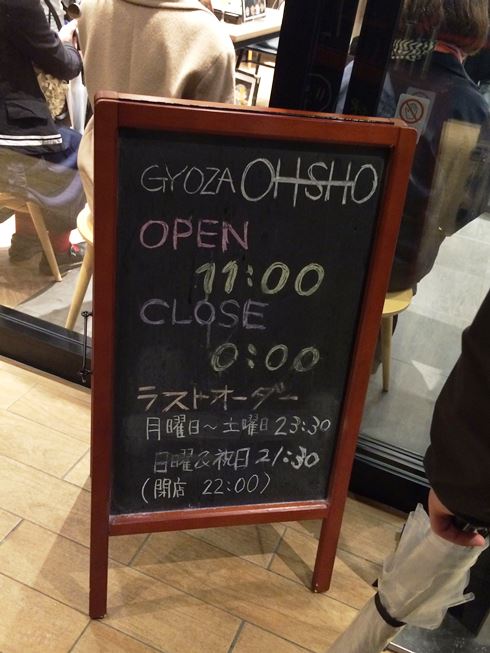 GYOZA OHSHO
OPEN
11:00
CLOSE
0:00
ラストオーダー
月曜日～土曜日 23:30
日曜&祝日 21:30
(閉店 22:00)